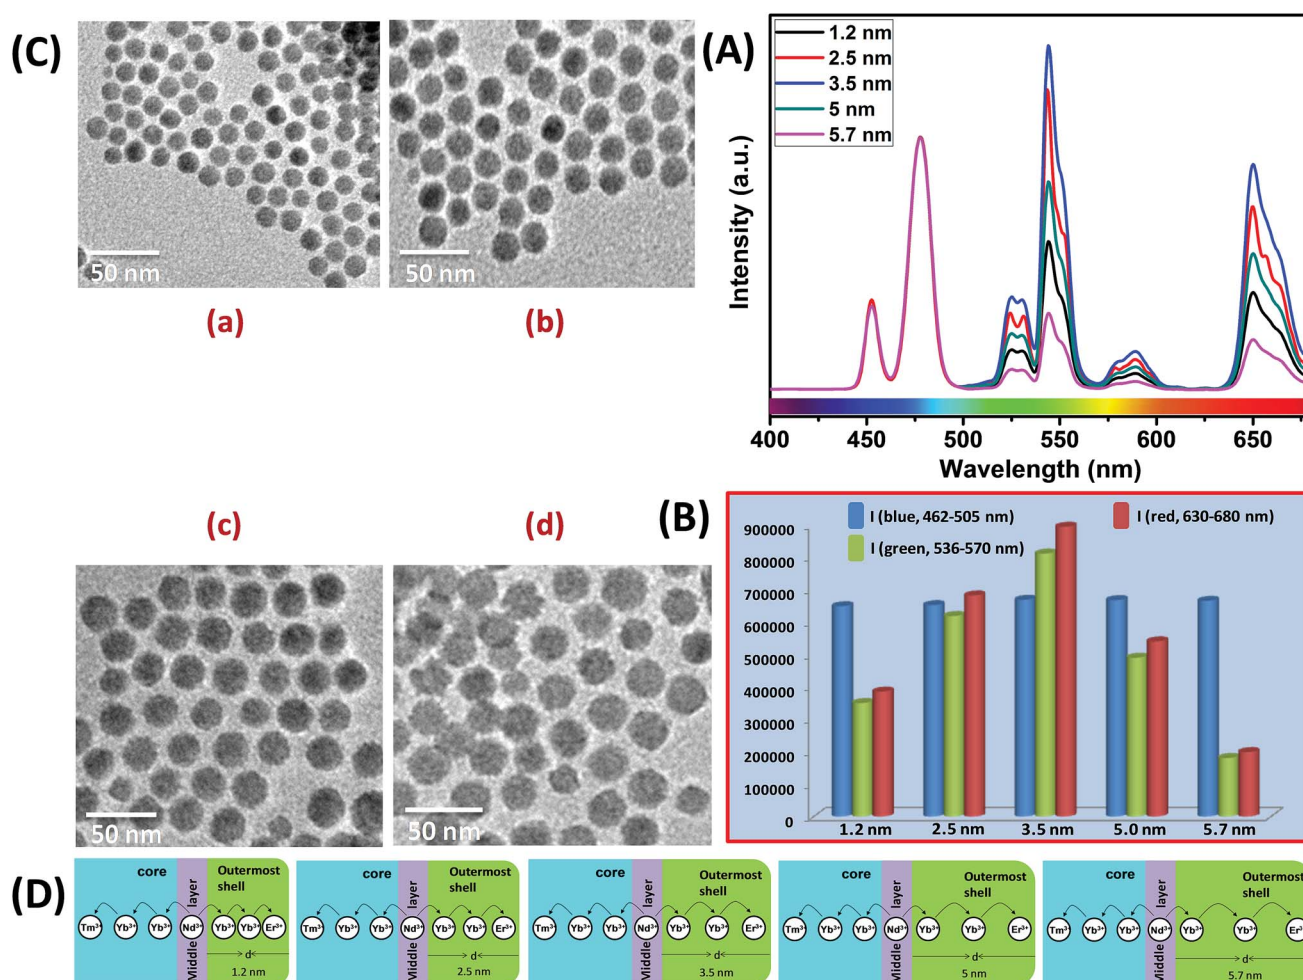 (C)
50 nm
50 nm
(a)
(b)
(c)
(d)
50 nm
50 nm
(A)
1.2 nm
2.5 nm
3.5 nm
5 nm
5.7 nm
Intensity (a.u.)
400
450
500
550
600
650
Wavelength (nm)
(B)
I (blue, 462-505 nm)
I (red, 630-680 nm)
I (green, 536-570 nm)
900000
800000
700000
600000
500000
400000
300000
200000
100000
0
1.2 nm
2.5 nm
3.5 nm
5.0 nm
5.7 nm
(D)
core
Middle layer
Outermost
shell
Tm³⁺ Yb³⁺ Yb³⁺ Nd³⁺ Yb³⁺ Yb³⁺ Er³⁺
d
1.2 nm
core
Middle layer
Outermost
shell
Tm³⁺ Yb³⁺ Yb³⁺ Nd³⁺ Yb³⁺ Yb³⁺ Er³⁺
d
2.5 nm
core
Middle layer
Outermost
shell
Tm³⁺ Yb³⁺ Yb³⁺ Nd³⁺ Yb³⁺ Yb³⁺ Er³⁺
d
3.5 nm
core
Middle layer
Outermost
shell
Tm³⁺ Yb³⁺ Yb³⁺ Nd³⁺ Yb³⁺ Yb³⁺ Er³⁺
d
5 nm
core
Middle layer
Outermost
shell
Tm³⁺ Yb³⁺ Yb³⁺ Nd³⁺ Yb³⁺ Yb³⁺
d
5.7 nm